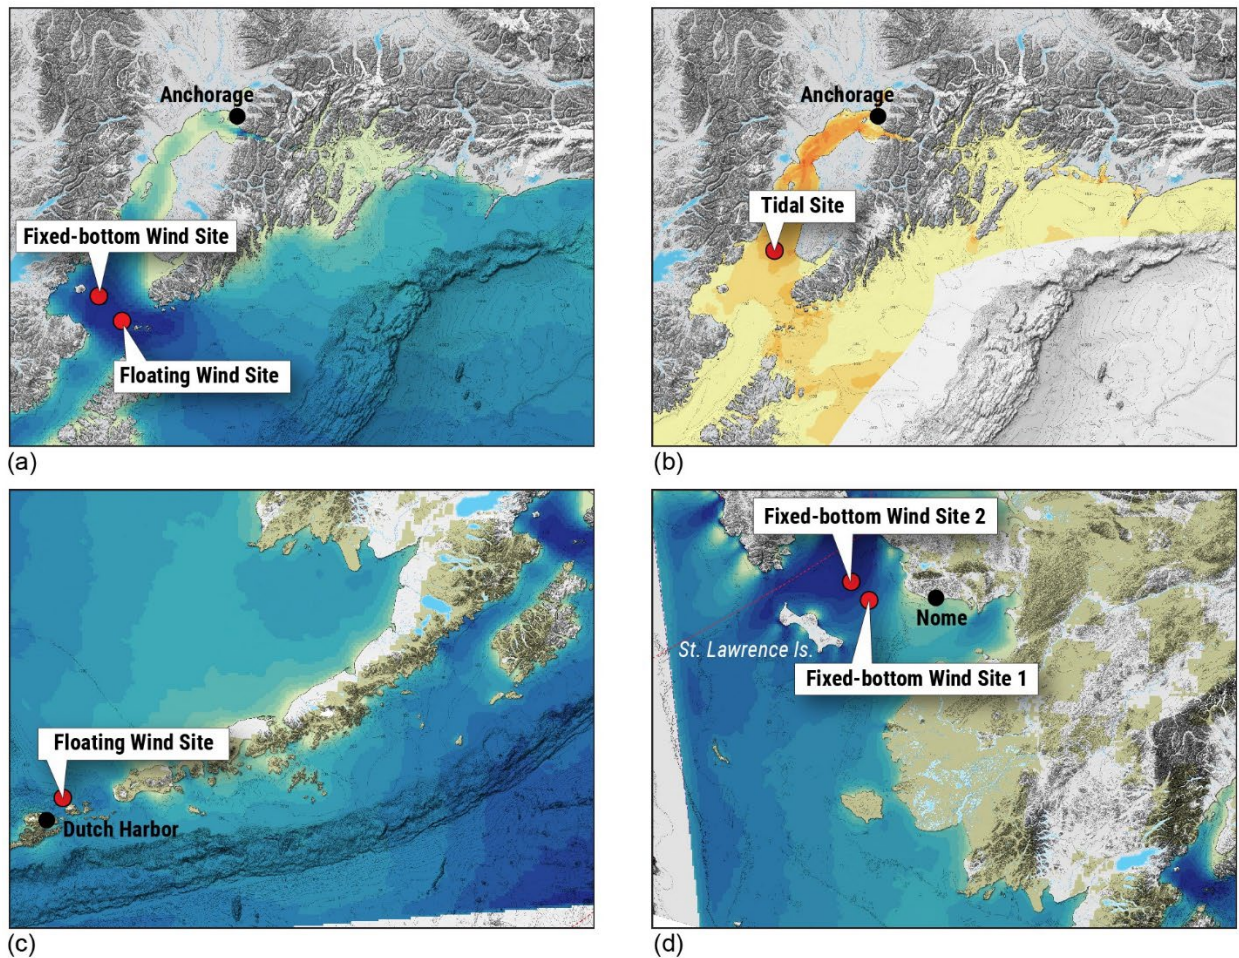 Anchorage
Fixed-bottom Wind Site
Floating Wind Site
(a)
Anchorage
Tidal Site
(b)
Floating Wind Site
Dutch Harbor
(c)
Fixed-bottom Wind Site 2
Nome
St. Lawrence Is.
Fixed-bottom Wind Site 1
(d)